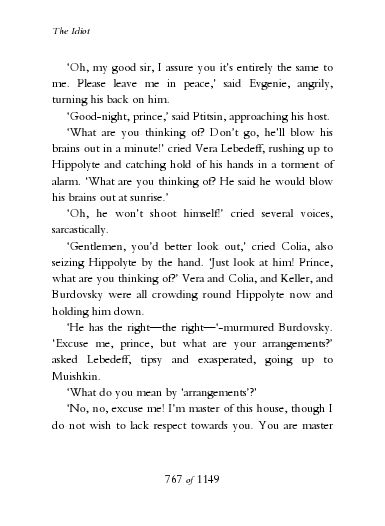 The Idiot
‘Oh, my good sir, I assure you it’s entirely the same to
me. Please leave me in peace,’ said Evgenie, angrily,
turning his back on him.
‘Good-night, prince,’ said Ptitsin, approaching his host.
‘What are you thinking of? Don’t go, he’ll blow his
brains out in a minute!’ cried Vera Lebedeff, rushing up to
Hippolyte and catching hold of his hands in a torment of
alarm. ‘What are you thinking of? He said he would blow
his brains out at sunrise.’
‘Oh, he won’t shoot himself!’ cried several voices,
sarcastically.
‘Gentlemen, you’d better look out,’ cried Colia, also
seizing Hippolyte by the hand. ‘Just look at him! Prince,
what are you thinking of?’ Vera and Colia, and Keller, and
Burdovsky were all crowding round Hippolyte now and
holding him down.
‘He has the right—the right—‘-murmured Burdovsky.
‘Excuse me, prince, but what are your arrangements?’
asked Lebedeff, tipsy and exasperated, going up to
Muishkin.
‘What do you mean by ‘arrangements’?’
‘No, no, excuse me! I’m master of this house, though I
do not wish to lack respect towards you. You are master
767 of 1149